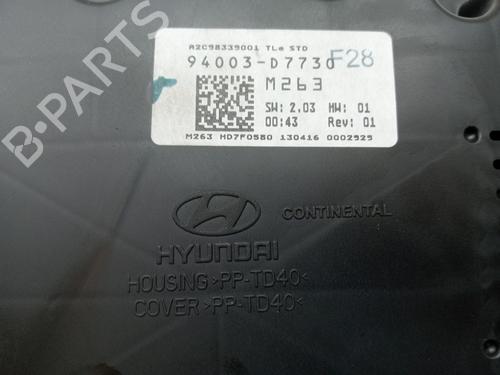 A2C98339001 TLe STD
94003-D7730
F28
M263
SW: 2.03 HW: 01
00:43 Rev: 01
M263 HD7F0580 130416 0002925
CONTINENTAL
HYUNDAI
HOUSING >PP-TD40<
COVER >PP-TD40<
B-PARTS